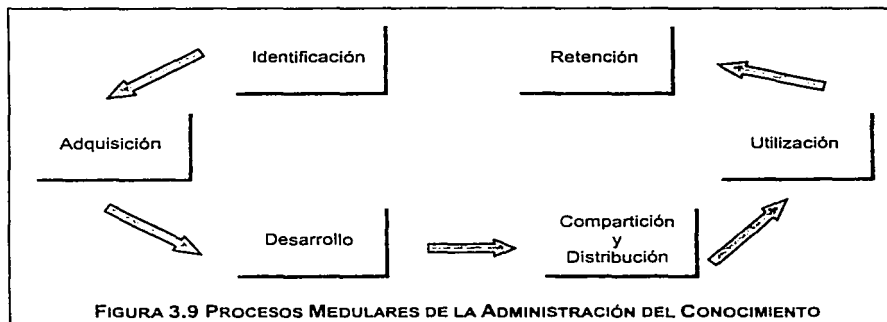 Identificación
Retención
Adquisición
Utilización
Desarrollo
Compartición
y
Distribución
FIGURA 3.9 PROCESOS MEDULARES DE LA ADMINISTRACIÓN DEL CONOCIMIENTO